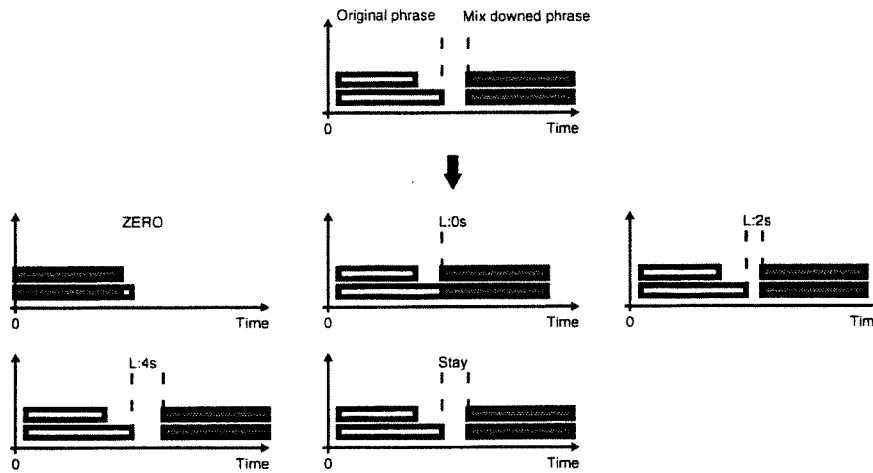 Original phrase Mix downed phrase
0 Time
ZERO L:0s L:2s
0 Time 0 Time 0 Time
L:4s Stay
0 Time 0 Time